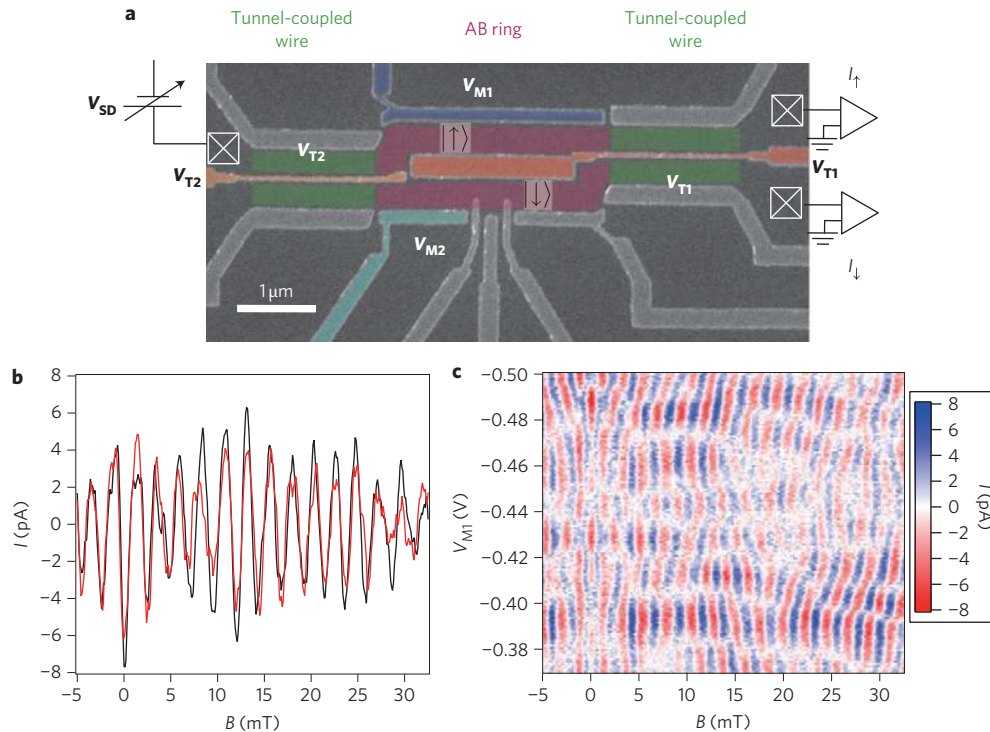 a
Tunnel-coupled
wire
AB ring
Tunnel-coupled
wire
V_SD
V_M1
I_↑
|↑⟩
V_T2
V_T2
V_T1
V_T1
|↓⟩
V_M2
I_↓
1 µm
b
8
6
4
2
0
−2
−4
−6
−8
I (pA)
−5 0 5 10 15 20 25 30
B (mT)
c
−0.50
−0.48
−0.46
−0.44
−0.42
−0.40
−0.38
V_M1 (V)
−5 0 5 10 15 20 25 30
B (mT)
8
6
4
2
0
−2
−4
−6
−8
I (pA)